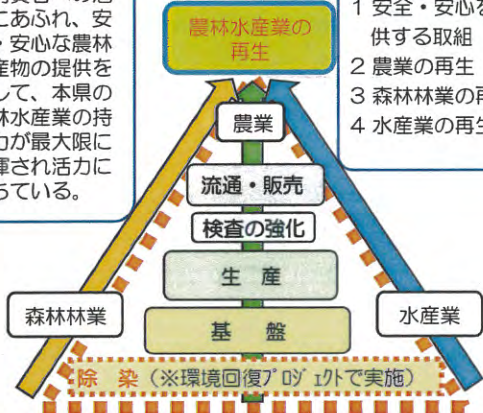 にあふれ、安
・安心な農林
産物の提供を
して、本県の
林水産業の持
力が最大限に
揮され活力に
ちている。
農林水産業の
再生
1 安全・安心を
供する取組
2 農業の再生
3 森林林業の再
4 水産業の再生
農業
流通・販売
検査の強化
生 産
森林林業
基 盤
水産業
除 染（※環境回復プロジェクトで実施）